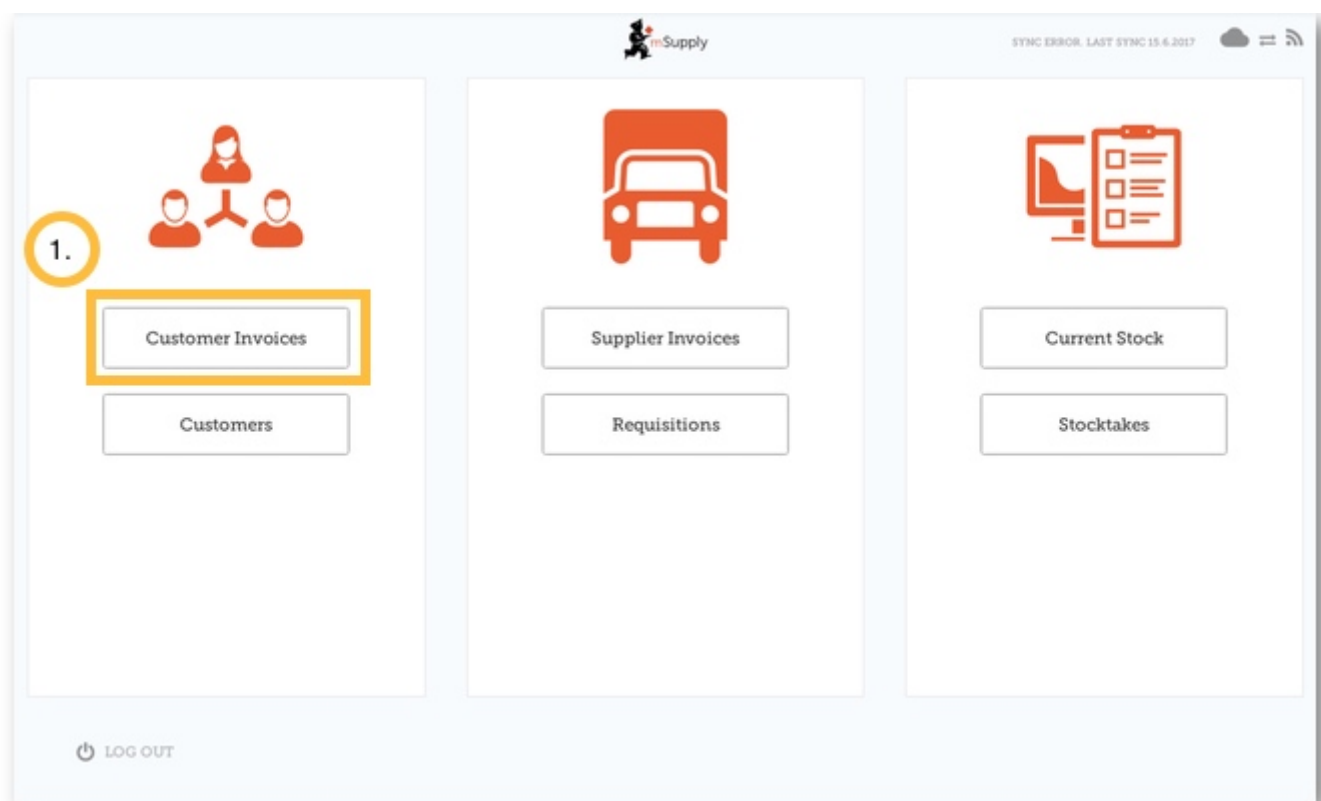 mSupply
SYNC ERROR. LAST SYNC 15.6.2017
1.
Customer Invoices
Customers
Supplier Invoices
Requisitions
Current Stock
Stocktakes
LOG OUT